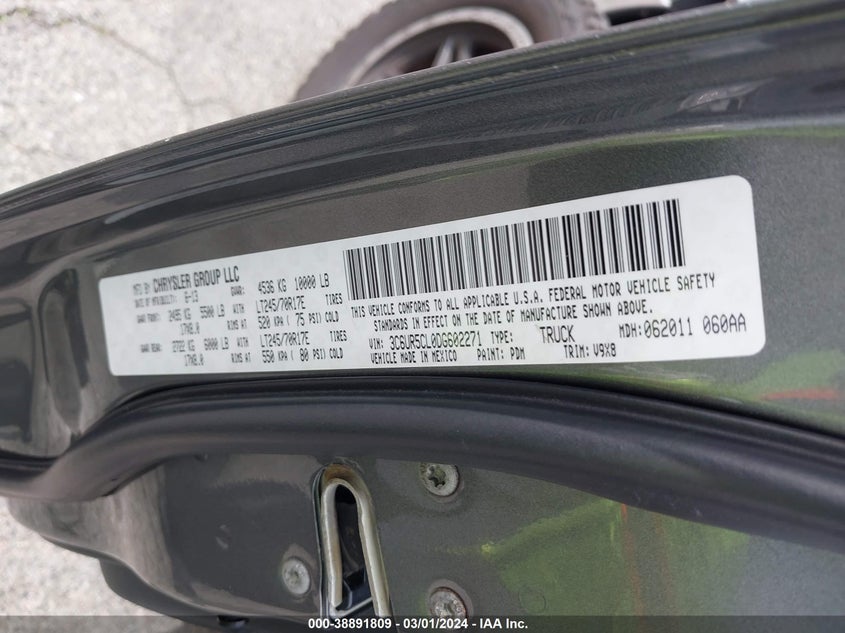 MFD BY: CHRYSLER GROUP LLC
DATE OF MFR/BUILT: 6-13 GVWR: 4536 KG 10000 LB
GAWR FRONT: 2495 KG 5500 LB WITH LT245/70R17E TIRES
17X8.0 RIMS AT 520 KPA ( 75 PSI) COLD
GAWR REAR: 2722 KG 6000 LB WITH LT245/70R17E TIRES
17X8.0 RIMS AT 550 KPA ( 80 PSI) COLD
THIS VEHICLE CONFORMS TO ALL APPLICABLE U.S.A. FEDERAL MOTOR VEHICLE SAFETY
STANDARDS IN EFFECT ON THE DATE OF MANUFACTURE SHOWN ABOVE.
VIN: 3C6UR5CL0DG602271 TYPE: TRUCK MDH: 062011 060AA
VEHICLE MADE IN MEXICO PAINT: PDM TRIM: V9X8
000-38891809 — 03/01/2024 — IAA Inc.